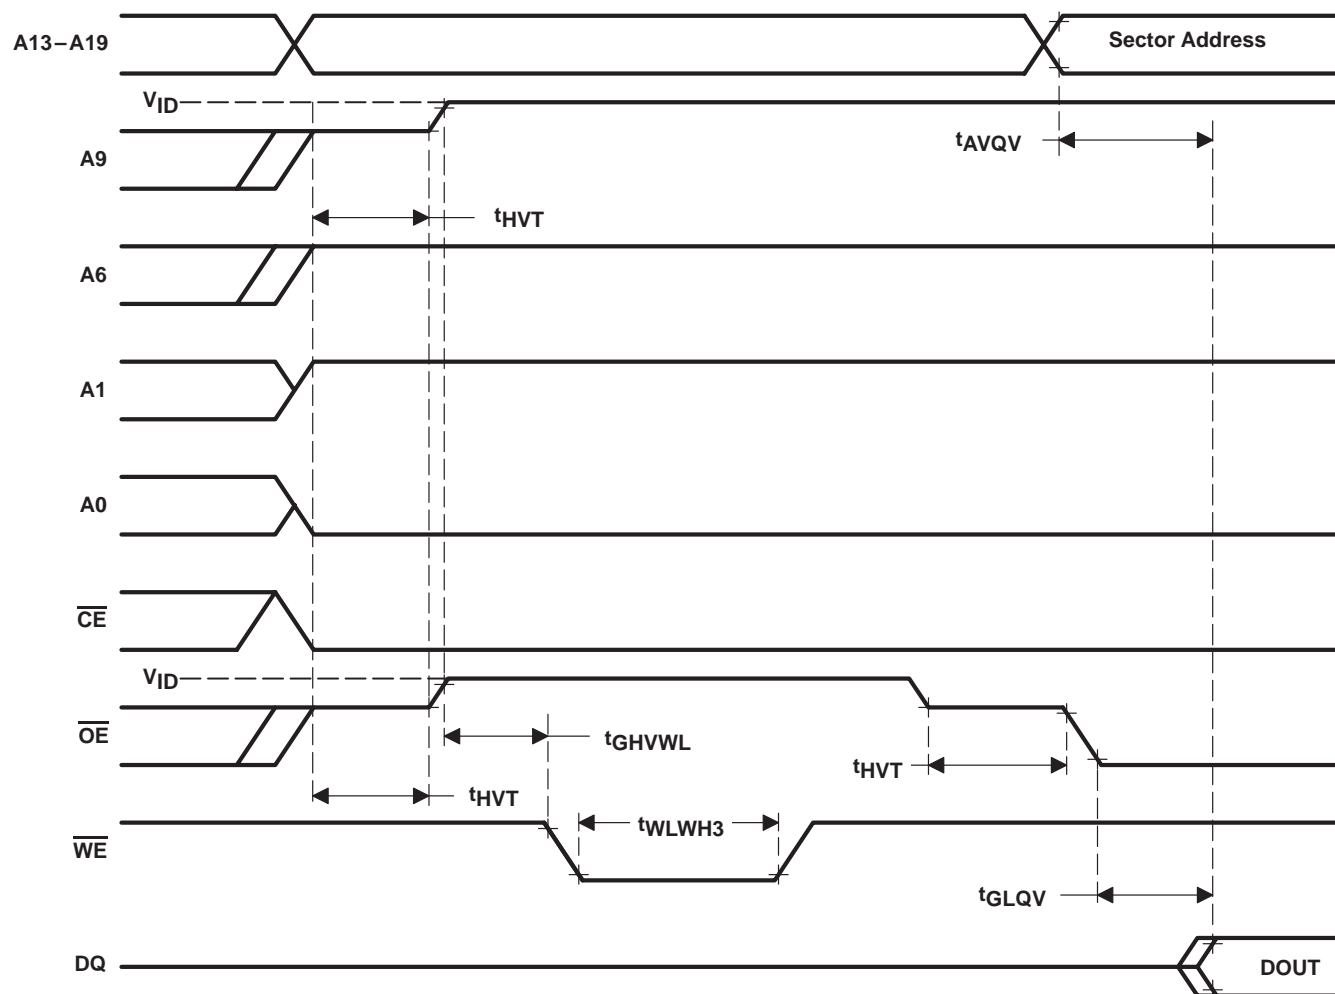 A13–A19
Sector Address
VID
A9
tAVQV
tHVT
A6
A1
A0
CE
VID
OE
tGHVWL
tHVT
tHVT
WE
tWLWH3
tGLQV
DQ
DOUT